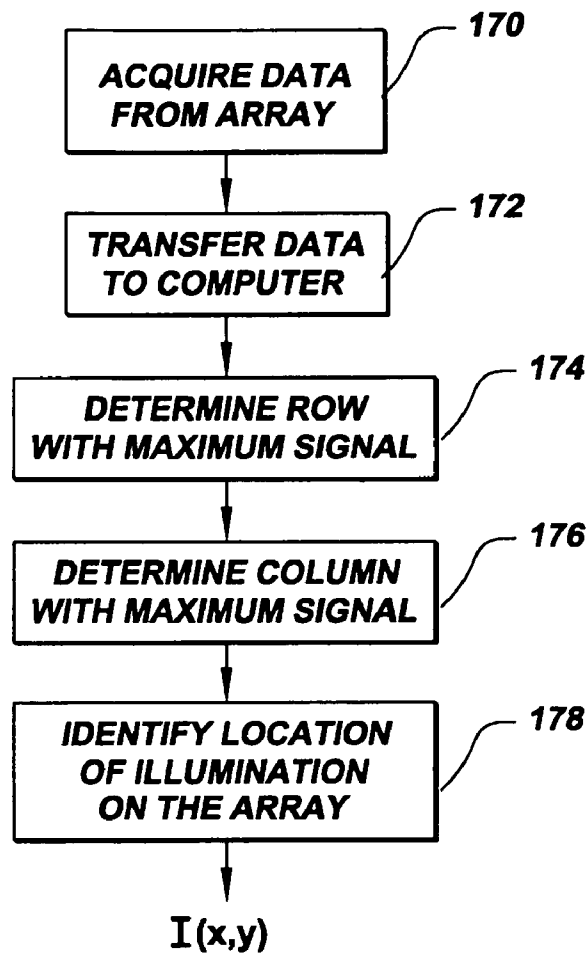 170
ACQUIRE DATA
FROM ARRAY
172
TRANSFER DATA
TO COMPUTER
174
DETERMINE ROW
WITH MAXIMUM SIGNAL
176
DETERMINE COLUMN
WITH MAXIMUM SIGNAL
178
IDENTIFY LOCATION
OF ILLUMINATION
ON THE ARRAY
I(x,y)